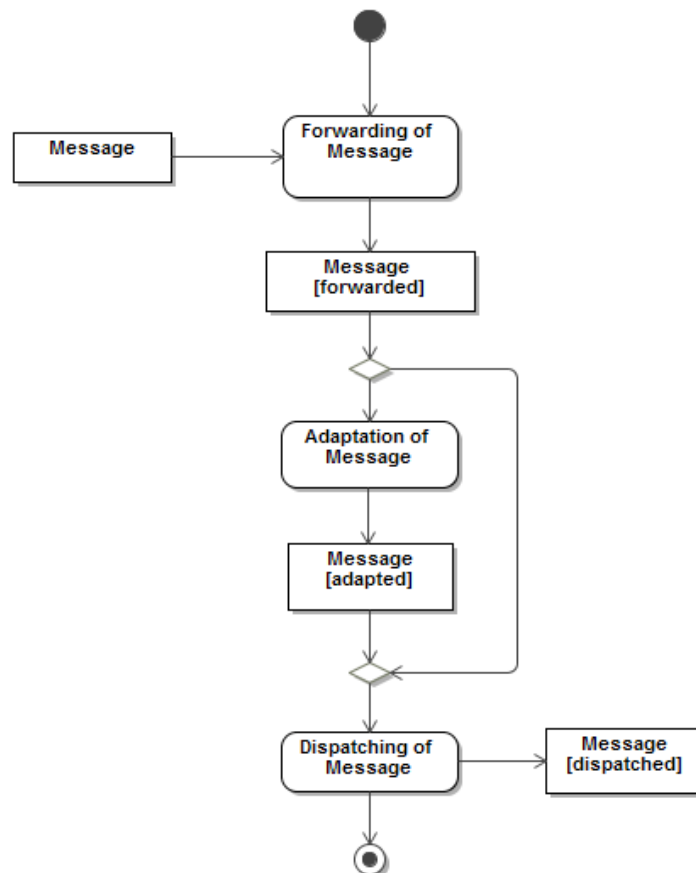 Forwarding of
Message
Message
Message
[forwarded]
Adaptation of
Message
Message
[adapted]
Dispatching of
Message
Message
[dispatched]